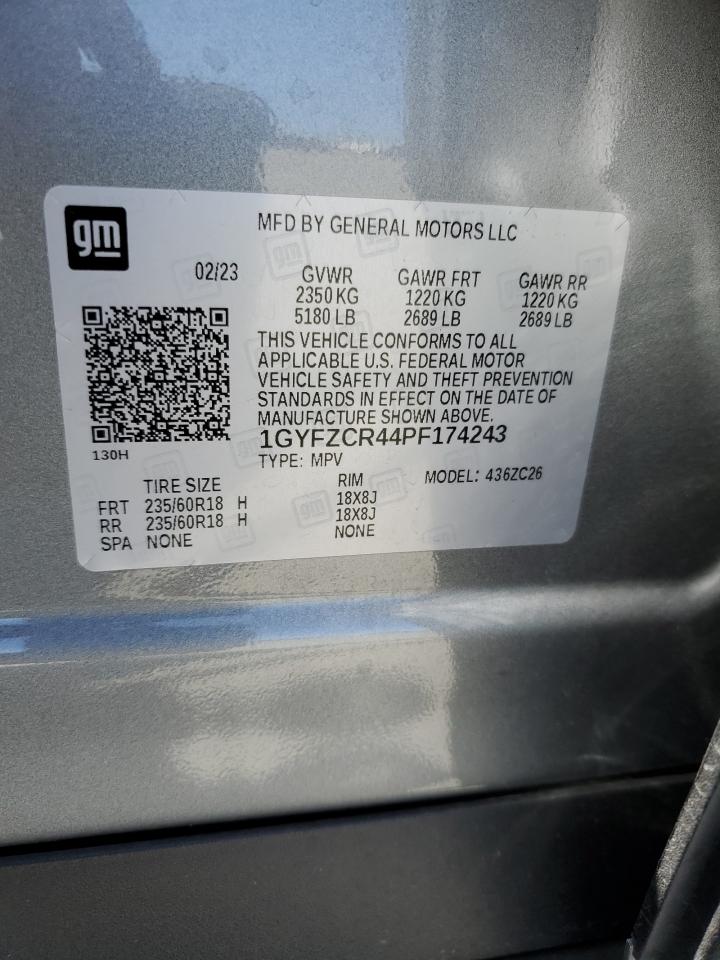 gm
MFD BY GENERAL MOTORS LLC
02/23
GVWR GAWR FRT GAWR RR
2350 KG 1220 KG 1220 KG
5180 LB 2689 LB 2689 LB
THIS VEHICLE CONFORMS TO ALL
APPLICABLE U.S. FEDERAL MOTOR
VEHICLE SAFETY AND THEFT PREVENTION
STANDARDS IN EFFECT ON THE DATE OF
MANUFACTURE SHOWN ABOVE.
1GYFZCR44PF174243
130H
TYPE: MPV MODEL: 436ZC26
TIRE SIZE RIM
FRT 235/60R18 H 18X8J
RR 235/60R18 H 18X8J
SPA NONE NONE